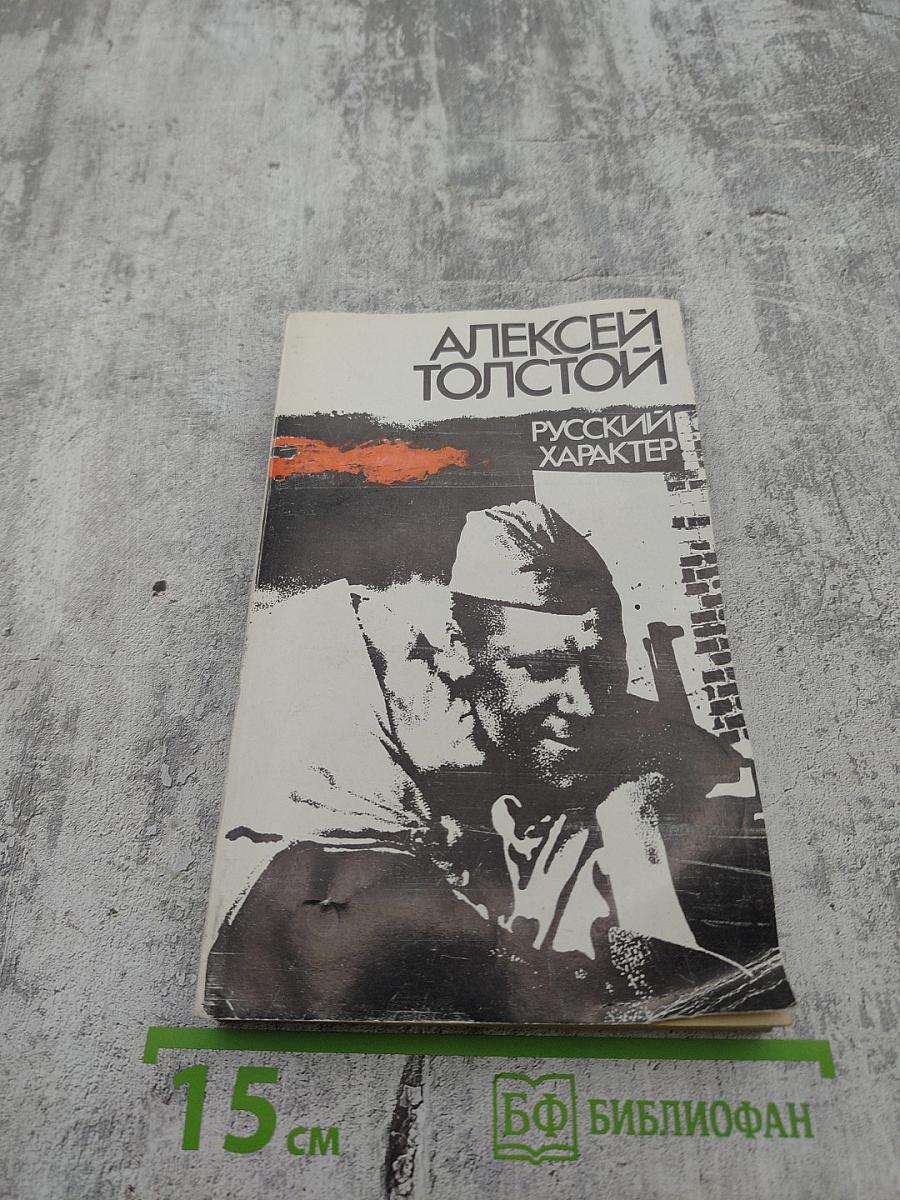 АЛЕКСЕЙ
ТОЛСТОЙ
РУССКИЙ
ХАРАКТЕР
15 см
БФ БИБЛИОФАН